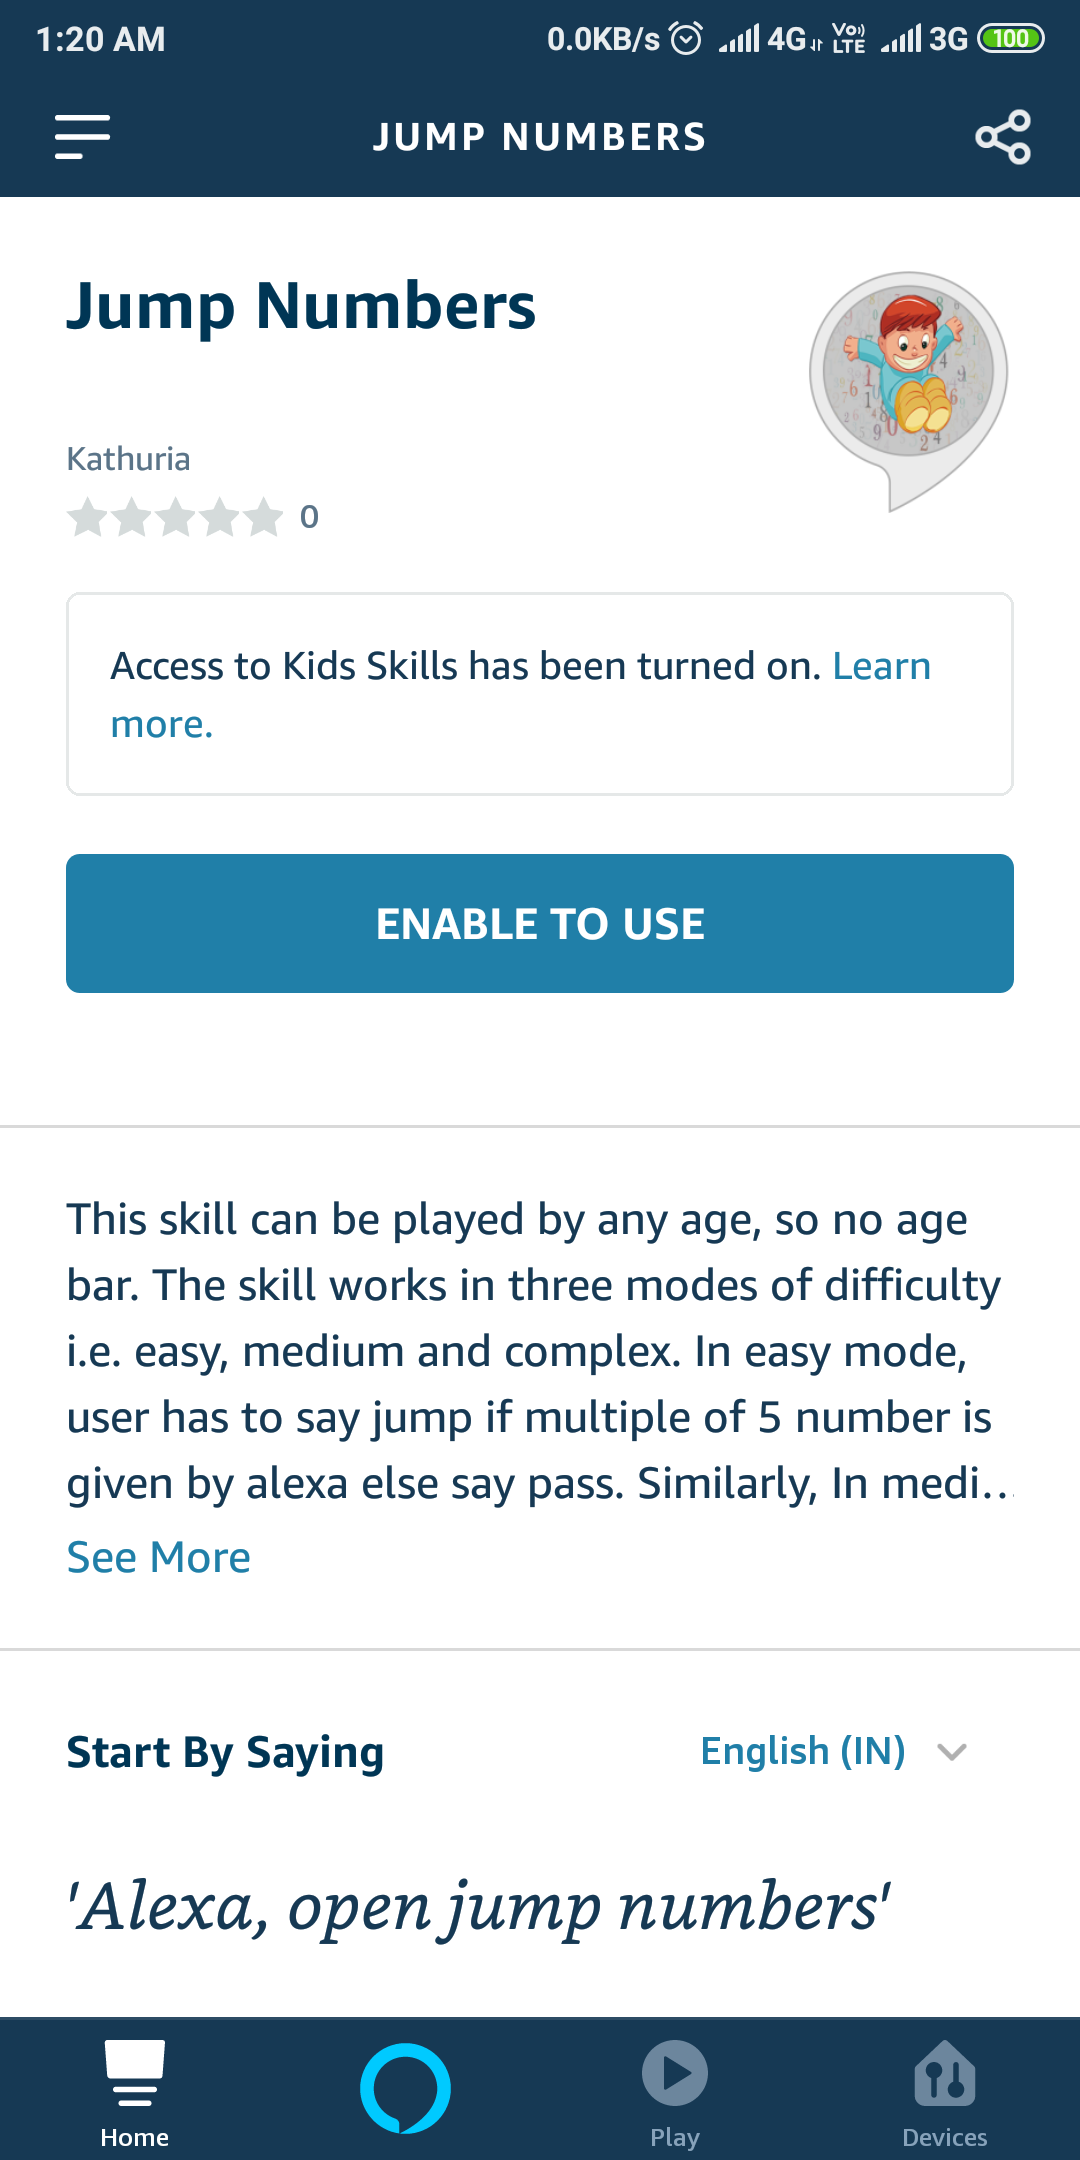 1:20 AM 0.0KB/s 4G VoLTE 3G 100
JUMP NUMBERS
Jump Numbers
Kathuria
0
Access to Kids Skills has been turned on. Learn
more.
ENABLE TO USE
This skill can be played by any age, so no age
bar. The skill works in three modes of difficulty
i.e. easy, medium and complex. In easy mode,
user has to say jump if multiple of 5 number is
given by alexa else say pass. Similarly, In medi...
See More
Start By Saying English (IN)
'Alexa, open jump numbers'
Home Play Devices